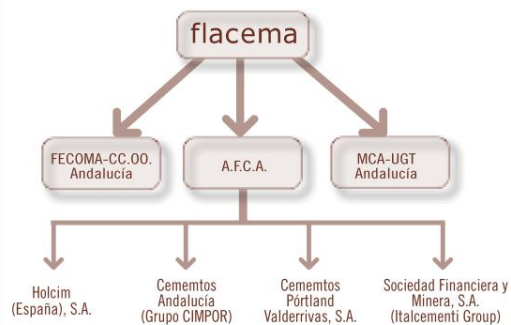 flacema
FECOMA-CC.OO.
Andalucía
A.F.C.A.
MCA-UGT
Andalucía
Holcim
(España), S.A.
Cementos
Andalucía
(Grupo CIMPOR)
Cementos
Pórtland
Valderrivas, S.A.
Sociedad Financiera y
Minera, S.A.
(Italcementi Group)